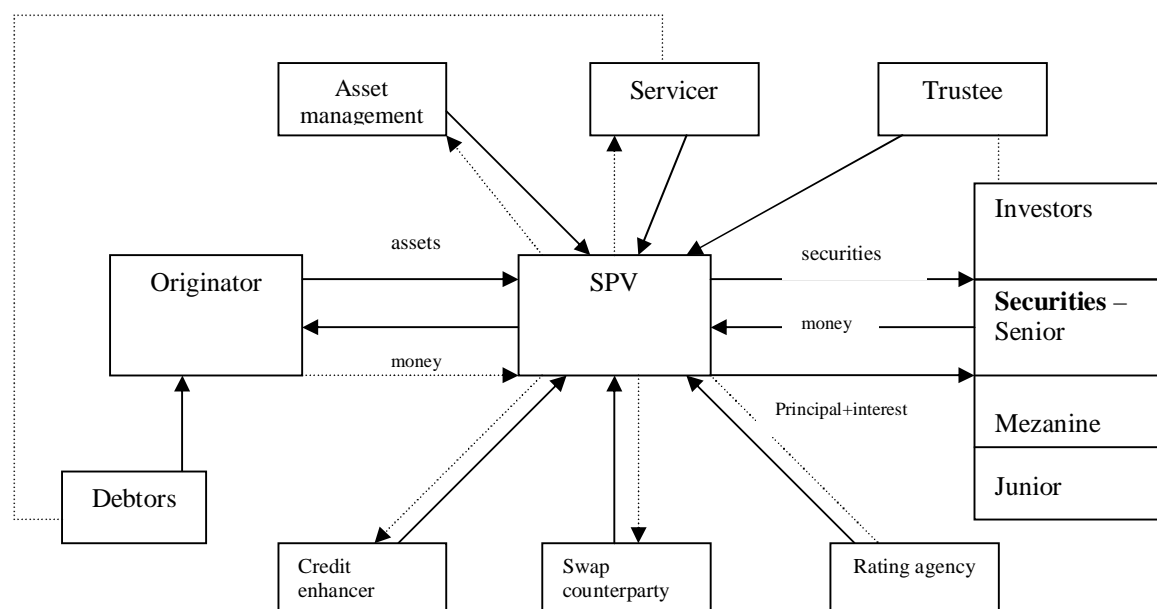 Asset
management
Servicer
Trustee
Investors
assets
securities
Originator
SPV
Securities –
Senior
money
money
Principal+interest
Mezanine
Debtors
Junior
Credit
enhancer
Swap
counterparty
Rating agency